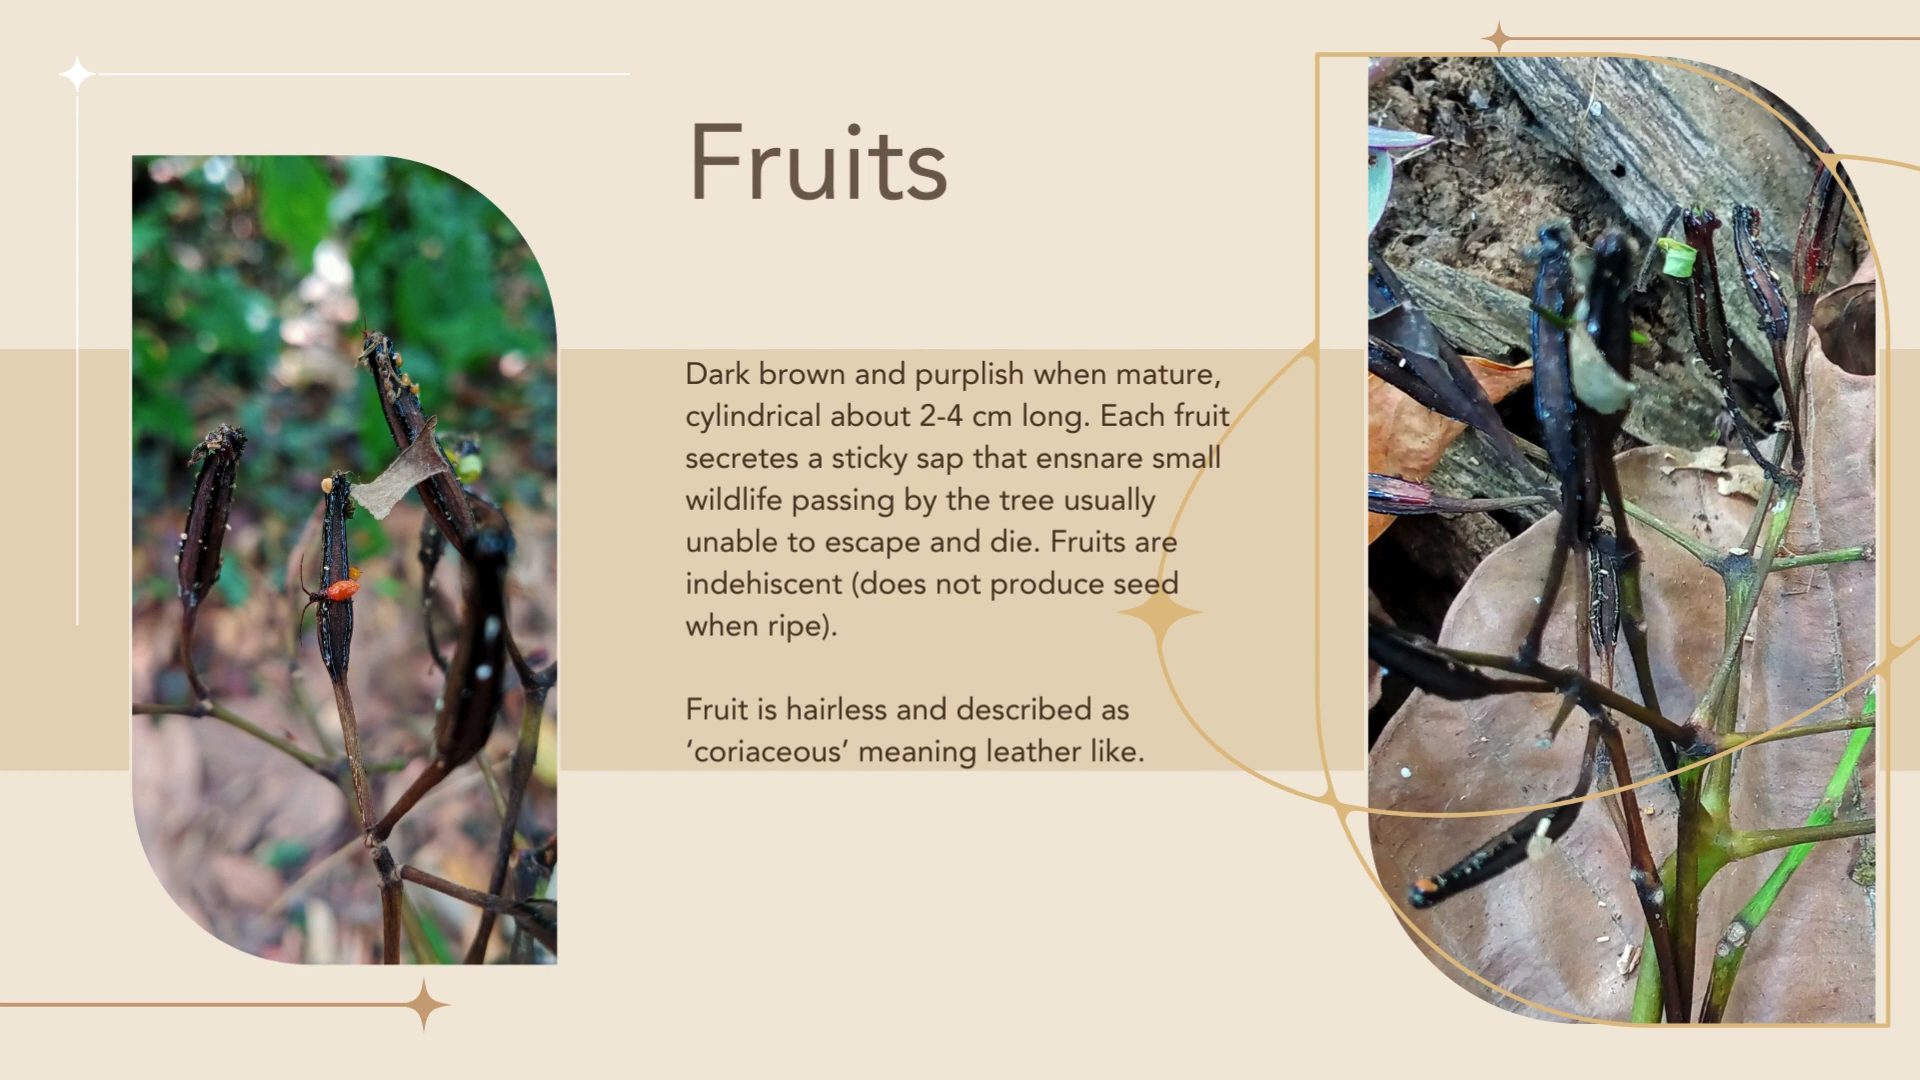 Fruits
Dark brown and purplish when mature,
cylindrical about 2-4 cm long. Each fruit
secretes a sticky sap that ensnare small
wildlife passing by the tree usually
unable to escape and die. Fruits are
indehiscent (does not produce seed
when ripe).
Fruit is hairless and described as
‘coriaceous’ meaning leather like.